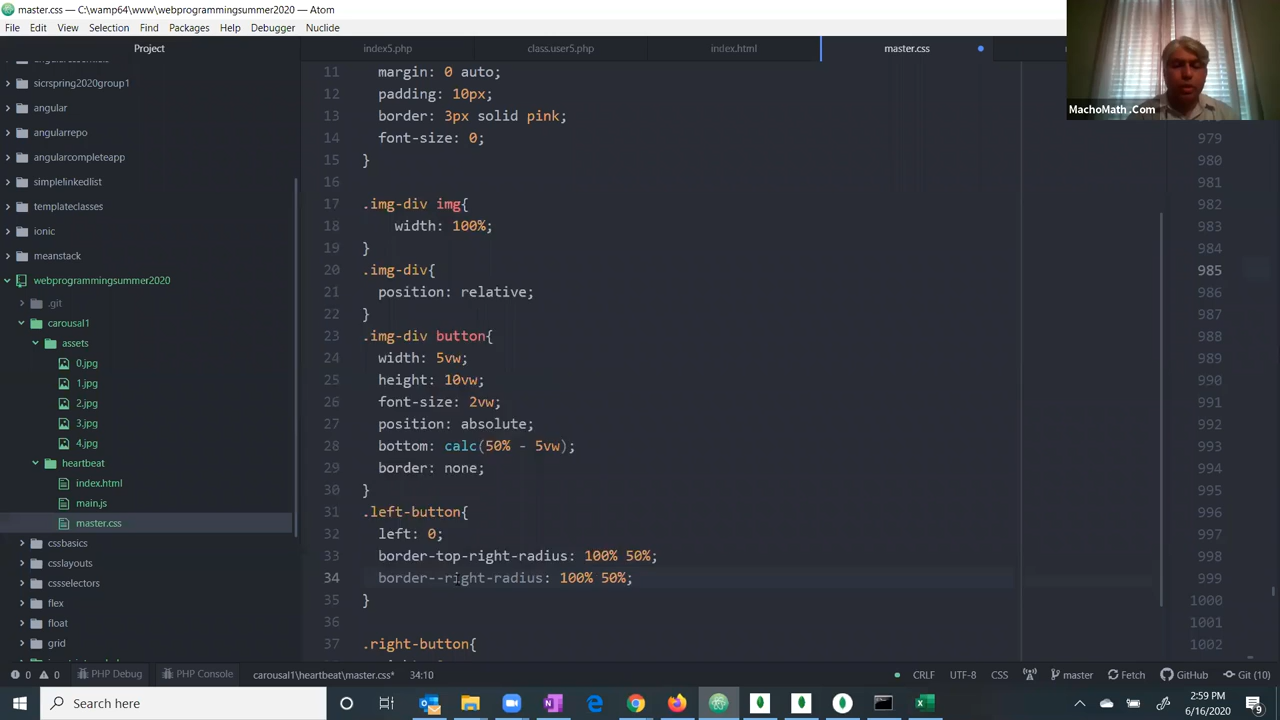 master.css — C:\wamp64\www\webprogrammingsummer2020 — Atom
File Edit View Selection Find Packages Help Debugger Nuclide
Project
index5.php class.user5.php index.html master.css
MachoMath .Com
sicrspring2020group1
angular
angularrepo
angularcompleteapp
simplelinkedlist
templateclasses
ionic
meanstack
webprogrammingsummer2020
.git
carousal1
assets
0.jpg
1.jpg
2.jpg
3.jpg
4.jpg
heartbeat
index.html
main.js
master.css
cssbasics
csslayouts
cssselectors
flex
float
grid
11 margin: 0 auto;
12 padding: 10px;
13 border: 3px solid pink;
14 font-size: 0;
15 }
16
17 .img-div img{
18 width: 100%;
19 }
20 .img-div{
21 position: relative;
22 }
23 .img-div button{
24 width: 5vw;
25 height: 10vw;
26 font-size: 2vw;
27 position: absolute;
28 bottom: calc(50% - 5vw);
29 border: none;
30 }
31 .left-button{
32 left: 0;
33 border-top-right-radius: 100% 50%;
34 border--right-radius: 100% 50%;
35 }
36
37 .right-button{
979
980
981
982
983
984
985
986
987
988
989
990
991
992
993
994
995
996
997
998
999
1000
1001
1002
0 0 PHP Debug PHP Console carousal1\heartbeat\master.css* 34:10 CRLF UTF-8 CSS master Fetch GitHub Git (10)
Search here
2:59 PM
6/16/2020
9